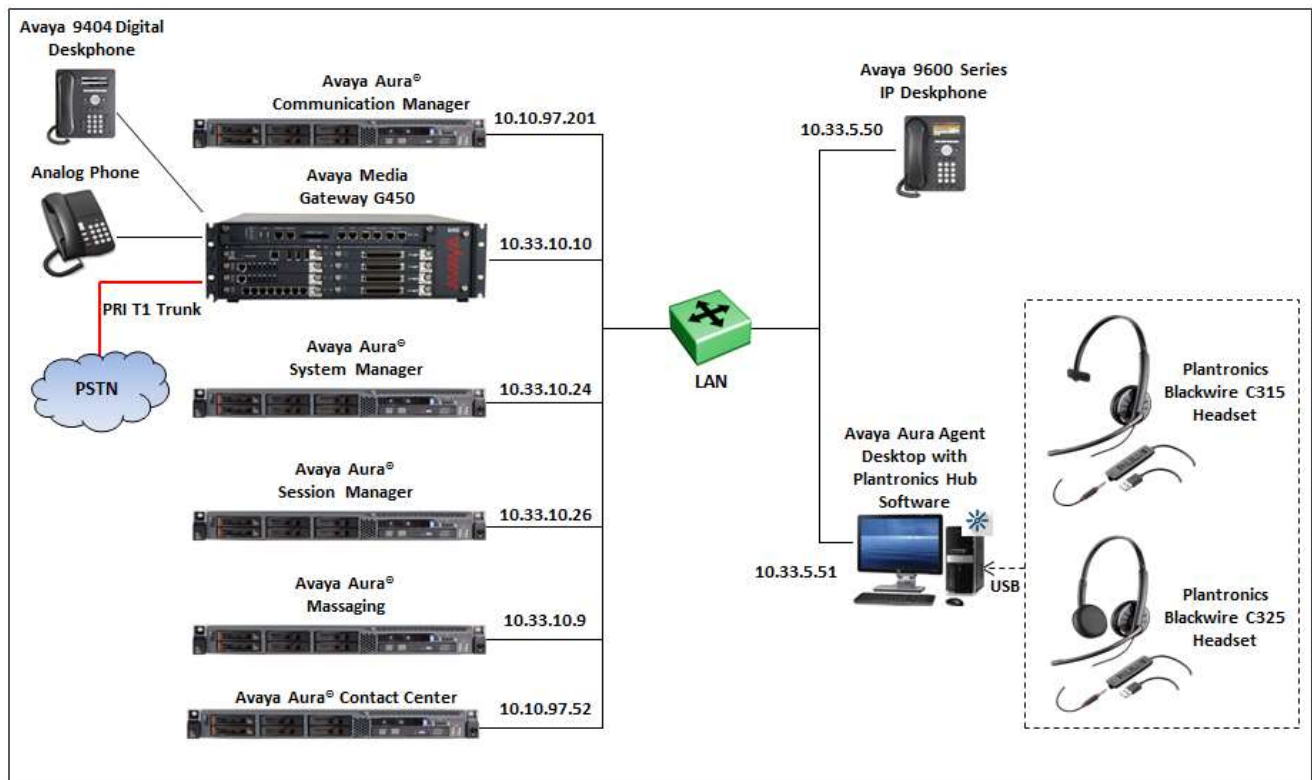 Avaya 9404 Digital
Deskphone
Avaya Aura®
Communication Manager
10.10.97.201
Analog Phone
Avaya Media
Gateway G450
10.33.10.10
PRI T1 Trunk
PSTN
Avaya Aura®
System Manager
10.33.10.24
Avaya Aura®
Session Manager
10.33.10.26
Avaya Aura®
Massaging
10.33.10.9
Avaya Aura® Contact Center
10.10.97.52
LAN
Avaya 9600 Series
IP Deskphone
10.33.5.50
Avaya Aura Agent
Desktop with
Plantronics Hub
Software
10.33.5.51
USB
Plantronics
Blackwire C315
Headset
Plantronics
Blackwire C325
Headset